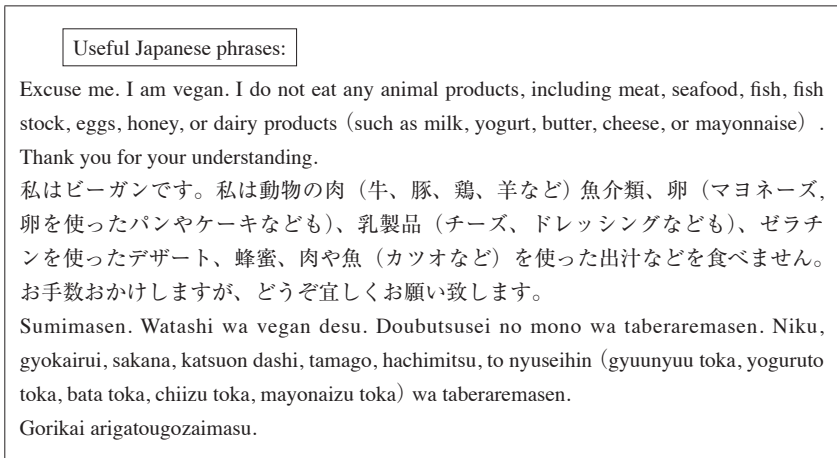 Useful Japanese phrases:
Excuse me. I am vegan. I do not eat any animal products, including meat, seafood, fish, fish
stock, eggs, honey, or dairy products（such as milk, yogurt, butter, cheese, or mayonnaise）.
Thank you for your understanding.
私はビーガンです。私は動物の肉（牛、豚、鶏、羊など）魚介類、卵（マヨネーズ,
卵を使ったパンやケーキなども）、乳製品（チーズ、ドレッシングなども）、ゼラチ
ンを使ったデザート、蜂蜜、肉や魚（カツオなど）を使った出汁などを食べません。
お手数おかけしますが、どうぞ宜しくお願い致します。
Sumimasen. Watashi wa vegan desu. Doubutsusei no mono wa taberaremasen. Niku,
gyokairui, sakana, katsuon dashi, tamago, hachimitsu, to nyuseihin（gyuunyuu toka, yoguruto
toka, bata toka, chiizu toka, mayonaizu toka）wa taberaremasen.
Gorikai arigatougozaimasu.